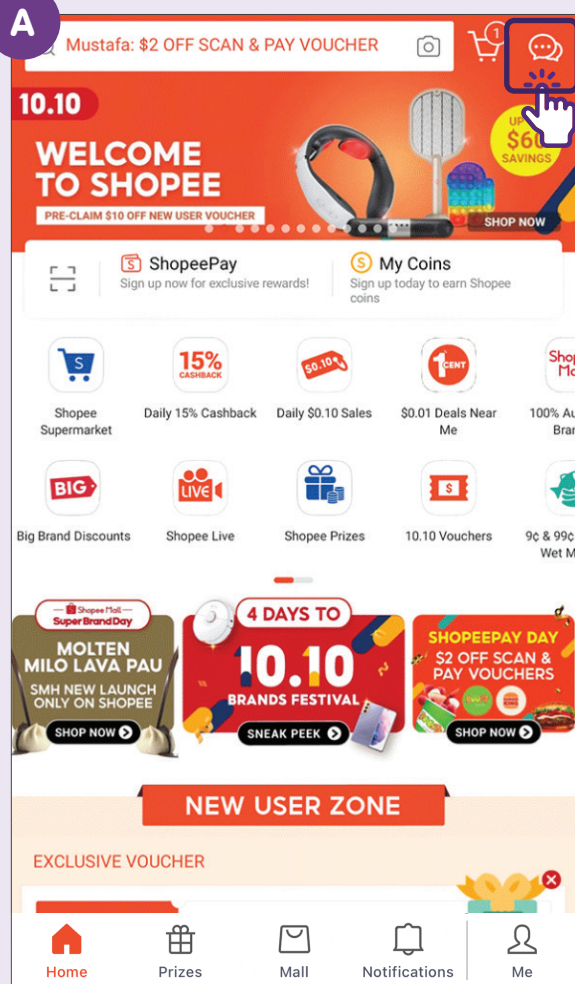 A
Mustafa: $2 OFF SCAN & PAY VOUCHER
1
10.10
WELCOME
TO SHOPEE
PRE-CLAIM $10 OFF NEW USER VOUCHER
UP
$60
SAVINGS
SHOP NOW
S ShopeePay
Sign up now for exclusive rewards!
S My Coins
Sign up today to earn Shopee
coins
S
15%
CASHBACK
$0.10
1CENT
Shop
Ma
Shopee
Supermarket
Daily 15% Cashback
Daily $0.10 Sales
$0.01 Deals Near
Me
100% Au
Bran
BIG
LIVE
$
Big Brand Discounts
Shopee Live
Shopee Prizes
10.10 Vouchers
9¢ & 99¢
Wet M
Shopee Mall
Super Brand Day
MOLTEN
MILO LAVA PAU
SMH NEW LAUNCH
ONLY ON SHOPEE
SHOP NOW
4 DAYS TO
10.10
BRANDS FESTIVAL
SNEAK PEEK
SHOPEEPAY DAY
$2 OFF SCAN &
PAY VOUCHERS
SHOP NOW
NEW USER ZONE
EXCLUSIVE VOUCHER
Home
Prizes
Mall
Notifications
Me